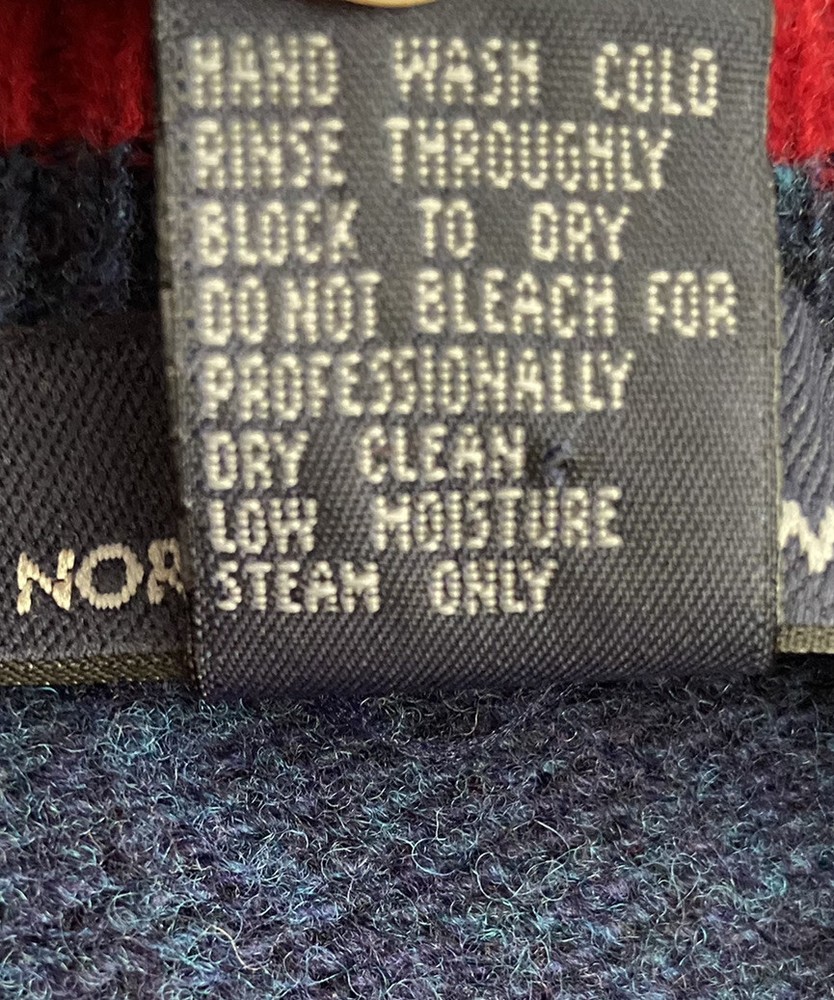 HAND WASH COLD
RINSE THROUGHLY
BLOCK TO DRY
DO NOT BLEACH FOR
PROFESSIONALLY
DRY CLEAN
LOW MOISTURE
STEAM ONLY
NOR